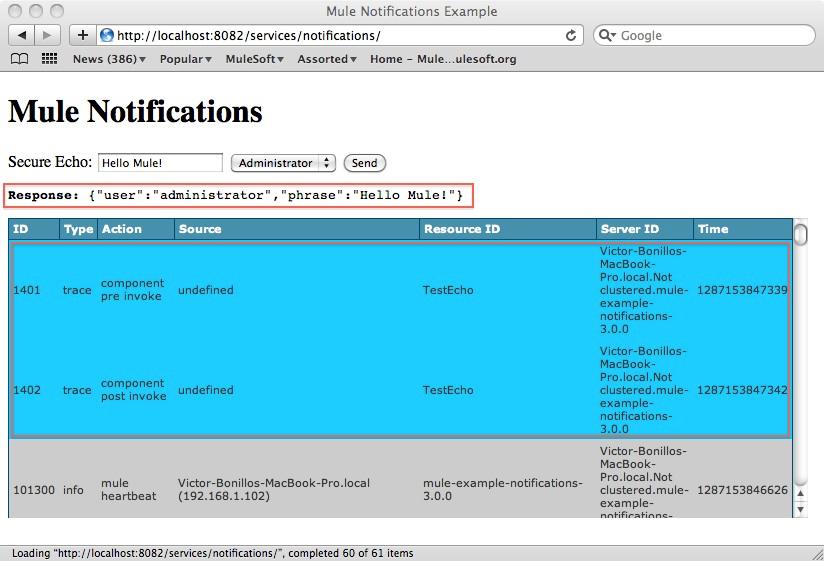 Mule Notifications Example
http://localhost:8082/services/notifications/
Google
News (386)▾ Popular▾ MuleSoft▾ Assorted▾ Home – Mule...ulesoft.org
Mule Notifications
Secure Echo: Hello Mule! Administrator Send
Response: {"user":"administrator","phrase":"Hello Mule!"}
ID Type Action Source Resource ID Server ID Time
1401 trace component
pre invoke
undefined
TestEcho
Victor-Bonillos-
MacBook-
Pro.local.Not
clustered.mule-
example-
notifications-
3.0.0
1287153847339
1402 trace component
post invoke
undefined
TestEcho
Victor-Bonillos-
MacBook-
Pro.local.Not
clustered.mule-
example-
notifications-
3.0.0
1287153847342
101300 info mule
heartbeat
Victor-Bonillos-MacBook-Pro.local
(192.168.1.102)
mule-example-notifications-
3.0.0
Victor-Bonillos-
MacBook-
Pro.local.Not
clustered.mule-
example-
notifications-
1287153846626
Loading “http://localhost:8082/services/notifications/”, completed 60 of 61 items